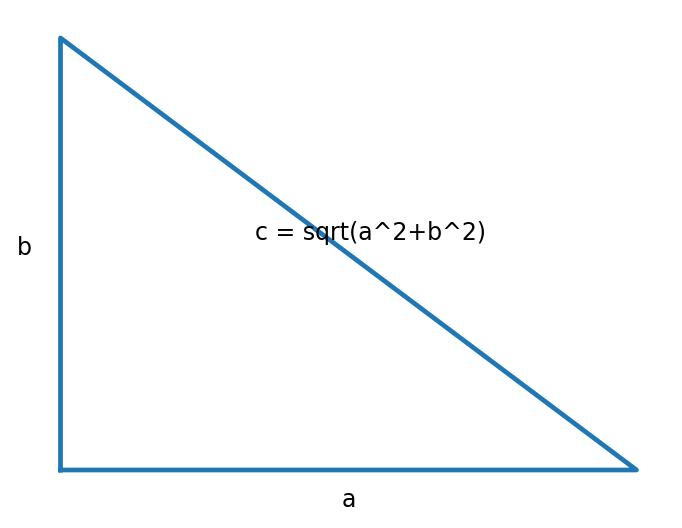 c = sqrt(a^2+b^2)
b
a